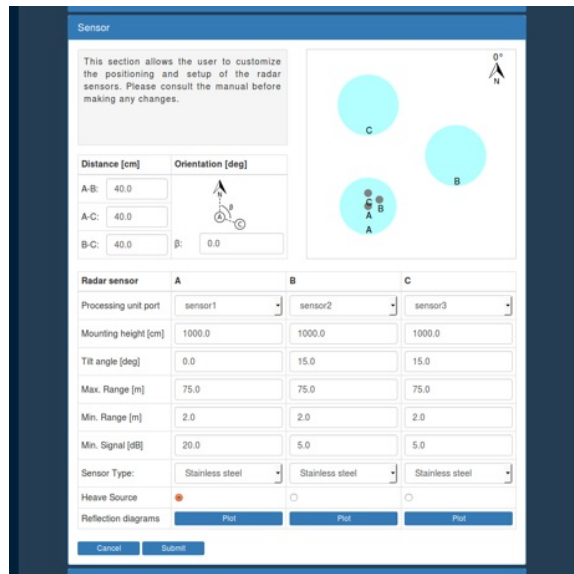 Sensor
This section allows the user to customize
the positioning and setup of the radar
sensors. Please consult the manual before
making any changes.
0°
N
C
B
C
B
A
A
Distance [cm] Orientation [deg]
A-B: 40.0
A-C: 40.0
B-C: 40.0
N
β
A
C
β: 0.0
Radar sensor A B C
Processing unit port sensor1 sensor2 sensor3
Mounting height [cm] 1000.0 1000.0 1000.0
Tilt angle [deg] 0.0 15.0 15.0
Max. Range [m] 75.0 75.0 75.0
Min. Range [m] 2.0 2.0 2.0
Min. Signal [dB] 20.0 5.0 5.0
Sensor Type: Stainless steel Stainless steel Stainless steel
Heave Source
Reflection diagrams Plot Plot Plot
Cancel Submit